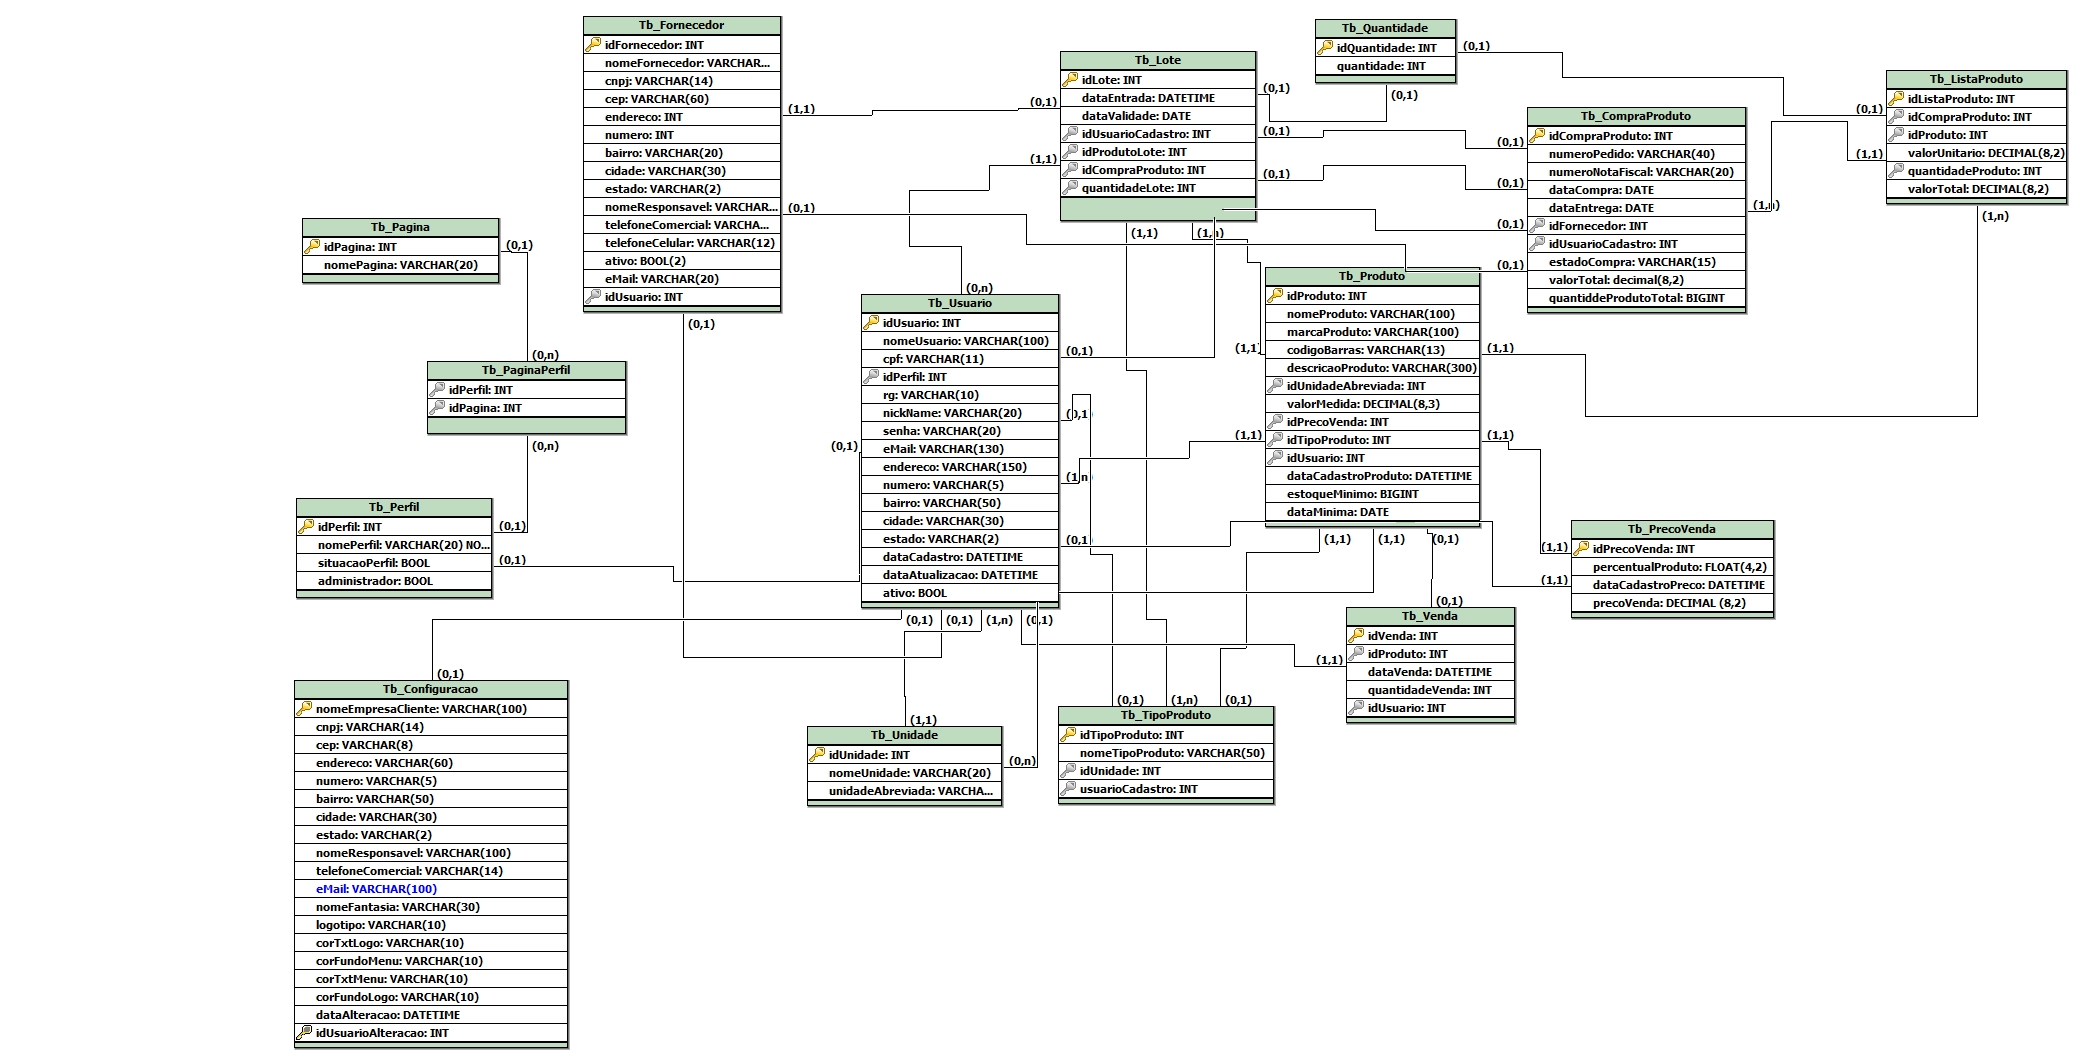 Tb_Fornecedor
idFornecedor: INT
nomeFornecedor: VARCHAR...
cnpj: VARCHAR(14)
cep: VARCHAR(60)
endereco: INT
numero: INT
bairro: VARCHAR(20)
cidade: VARCHAR(30)
estado: VARCHAR(2)
nomeResponsavel: VARCHAR...
telefoneComercial: VARCHA...
telefoneCelular: VARCHAR(12)
ativo: BOOL(2)
eMail: VARCHAR(20)
idUsuario: INT
(1,1)
(0,1)
(0,1)
Tb_Lote
idLote: INT
dataEntrada: DATETIME
dataValidade: DATE
idUsuarioCadastro: INT
idProdutoLote: INT
idCompraProduto: INT
quantidadeLote: INT
(0,1)
(1,1)
(0,1)
(0,1)
(0,1)
(1,1)
(1,n)
Tb_Quantidade
idQuantidade: INT
quantidade: INT
(0,1)
(0,1)
Tb_ListaProduto
idListaProduto: INT
idCompraProduto: INT
idProduto: INT
valorUnitario: DECIMAL(8,2)
quantidadeProduto: INT
valorTotal: DECIMAL(8,2)
(0,1)
(1,1)
(1,n)
Tb_CompraProduto
idCompraProduto: INT
numeroPedido: VARCHAR(40)
numeroNotaFiscal: VARCHAR(20)
dataCompra: DATE
dataEntrega: DATE
idFornecedor: INT
idUsuarioCadastro: INT
estadoCompra: VARCHAR(15)
valorTotal: decimal(8,2)
quantiddeProdutoTotal: BIGINT
(0,1)
(0,1)
(0,1)
(0,1)
(1,n)
Tb_Pagina
idPagina: INT
nomePagina: VARCHAR(20)
(0,1)
Tb_PaginaPerfil
idPerfil: INT
idPagina: INT
(0,n)
(0,n)
Tb_Perfil
idPerfil: INT
nomePerfil: VARCHAR(20) NO...
situacaoPerfil: BOOL
administrador: BOOL
(0,1)
(0,1)
Tb_Usuario
idUsuario: INT
nomeUsuario: VARCHAR(100)
cpf: VARCHAR(11)
idPerfil: INT
rg: VARCHAR(10)
nickName: VARCHAR(20)
senha: VARCHAR(20)
eMail: VARCHAR(130)
endereco: VARCHAR(150)
numero: VARCHAR(5)
bairro: VARCHAR(50)
cidade: VARCHAR(30)
estado: VARCHAR(2)
dataCadastro: DATETIME
dataAtualizacao: DATETIME
ativo: BOOL
(0,n)
(0,1)
(0,1)
(0,1)
(1,n)
(0,1)
(0,1)
(0,1)
(1,n)
(0,1)
Tb_Produto
idProduto: INT
nomeProduto: VARCHAR(100)
marcaProduto: VARCHAR(100)
codigoBarras: VARCHAR(13)
descricaoProduto: VARCHAR(300)
idUnidadeAbreviada: INT
valorMedida: DECIMAL(8,3)
idPrecoVenda: INT
idTipoProduto: INT
idUsuario: INT
dataCadastroProduto: DATETIME
estoqueMinimo: BIGINT
dataMinima: DATE
(1,1)
(1,1)
(1,1)
(1,1)
(1,1)
(1,1)
(0,1)
Tb_PrecoVenda
idPrecoVenda: INT
percentualProduto: FLOAT(4,2)
dataCadastroPreco: DATETIME
precoVenda: DECIMAL (8,2)
(1,1)
(1,1)
Tb_Venda
idVenda: INT
idProduto: INT
dataVenda: DATETIME
quantidadeVenda: INT
idUsuario: INT
(0,1)
(1,1)
Tb_Configuracao
nomeEmpresaCliente: VARCHAR(100)
cnpj: VARCHAR(14)
cep: VARCHAR(8)
endereco: VARCHAR(60)
numero: VARCHAR(5)
bairro: VARCHAR(50)
cidade: VARCHAR(30)
estado: VARCHAR(2)
nomeResponsavel: VARCHAR(100)
telefoneComercial: VARCHAR(14)
eMail: VARCHAR(100)
nomeFantasia: VARCHAR(30)
logotipo: VARCHAR(10)
corTxtLogo: VARCHAR(10)
corFundoMenu: VARCHAR(10)
corTxtMenu: VARCHAR(10)
corFundoLogo: VARCHAR(10)
dataAlteracao: DATETIME
idUsuarioAlteracao: INT
(0,1)
Tb_Unidade
idUnidade: INT
nomeUnidade: VARCHAR(20)
unidadeAbreviada: VARCHA...
(1,1)
(0,n)
Tb_TipoProduto
idTipoProduto: INT
nomeTipoProduto: VARCHAR(50)
idUnidade: INT
usuarioCadastro: INT
(0,1)
(1,n)
(0,1)